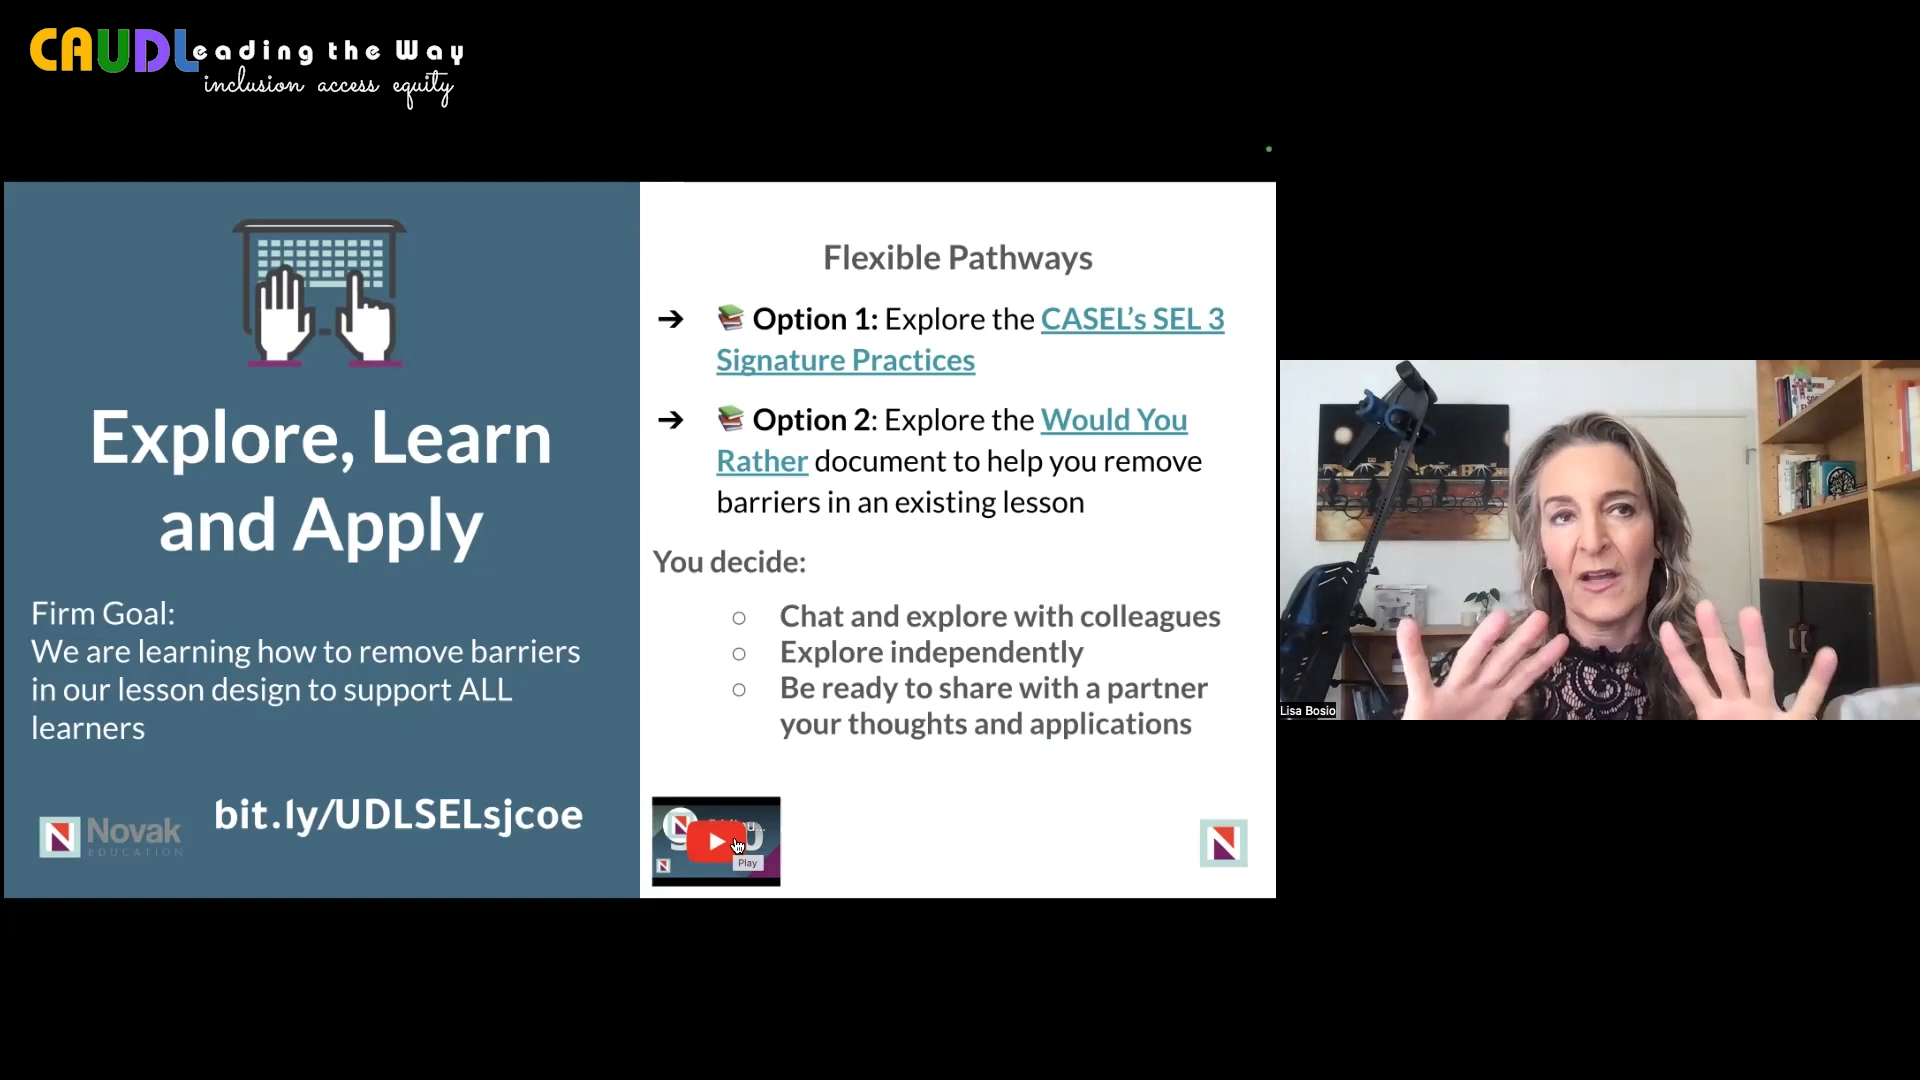 CAUDLeading the Way
inclusion access equity
Explore, Learn
and Apply
Firm Goal:
We are learning how to remove barriers
in our lesson design to support ALL
learners
Novak
EDUCATION
bit.ly/UDLSELsjcoe
Flexible Pathways
➔ 📚 Option 1: Explore the CASEL’s SEL 3
Signature Practices
➔ 📚 Option 2: Explore the Would You
Rather document to help you remove
barriers in an existing lesson
You decide:
○ Chat and explore with colleagues
○ Explore independently
○ Be ready to share with a partner
your thoughts and applications
Play
Lisa Bosio